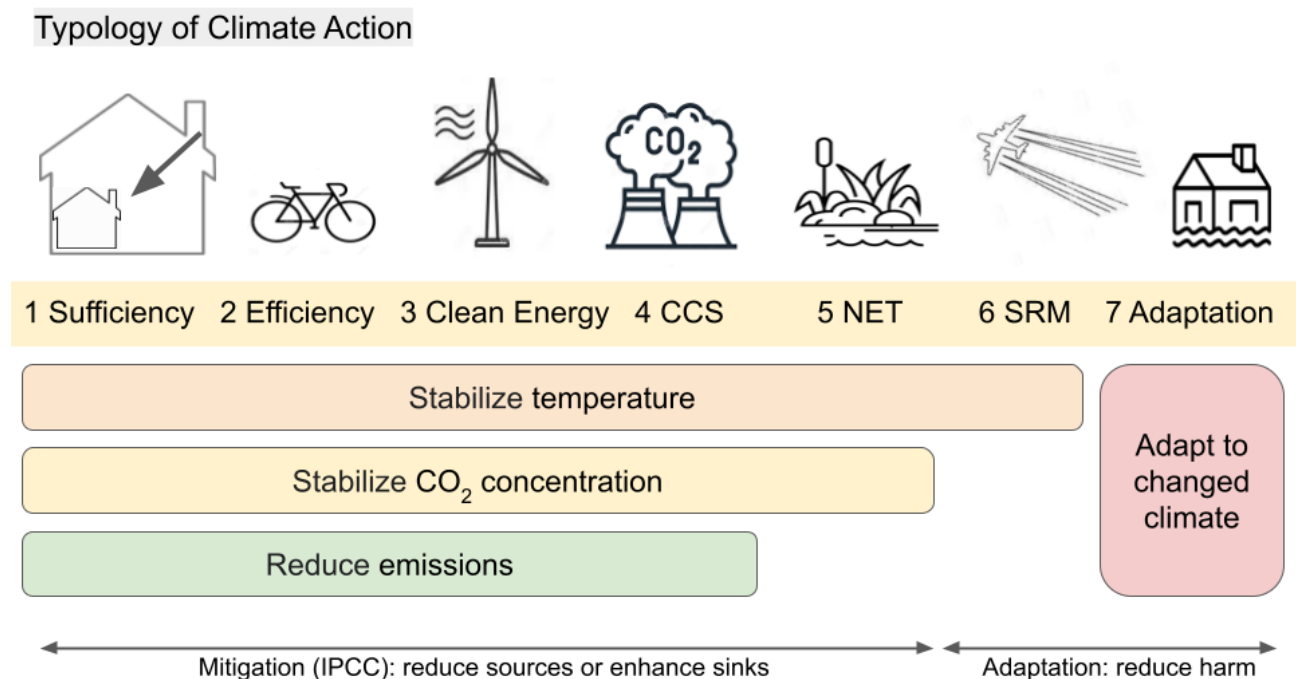 Typology of Climate Action
CO₂
1 Sufficiency 2 Efficiency 3 Clean Energy 4 CCS 5 NET 6 SRM 7 Adaptation
Stabilize temperature
Stabilize CO₂ concentration
Reduce emissions
Adapt to
changed
climate
Mitigation (IPCC): reduce sources or enhance sinks
Adaptation: reduce harm